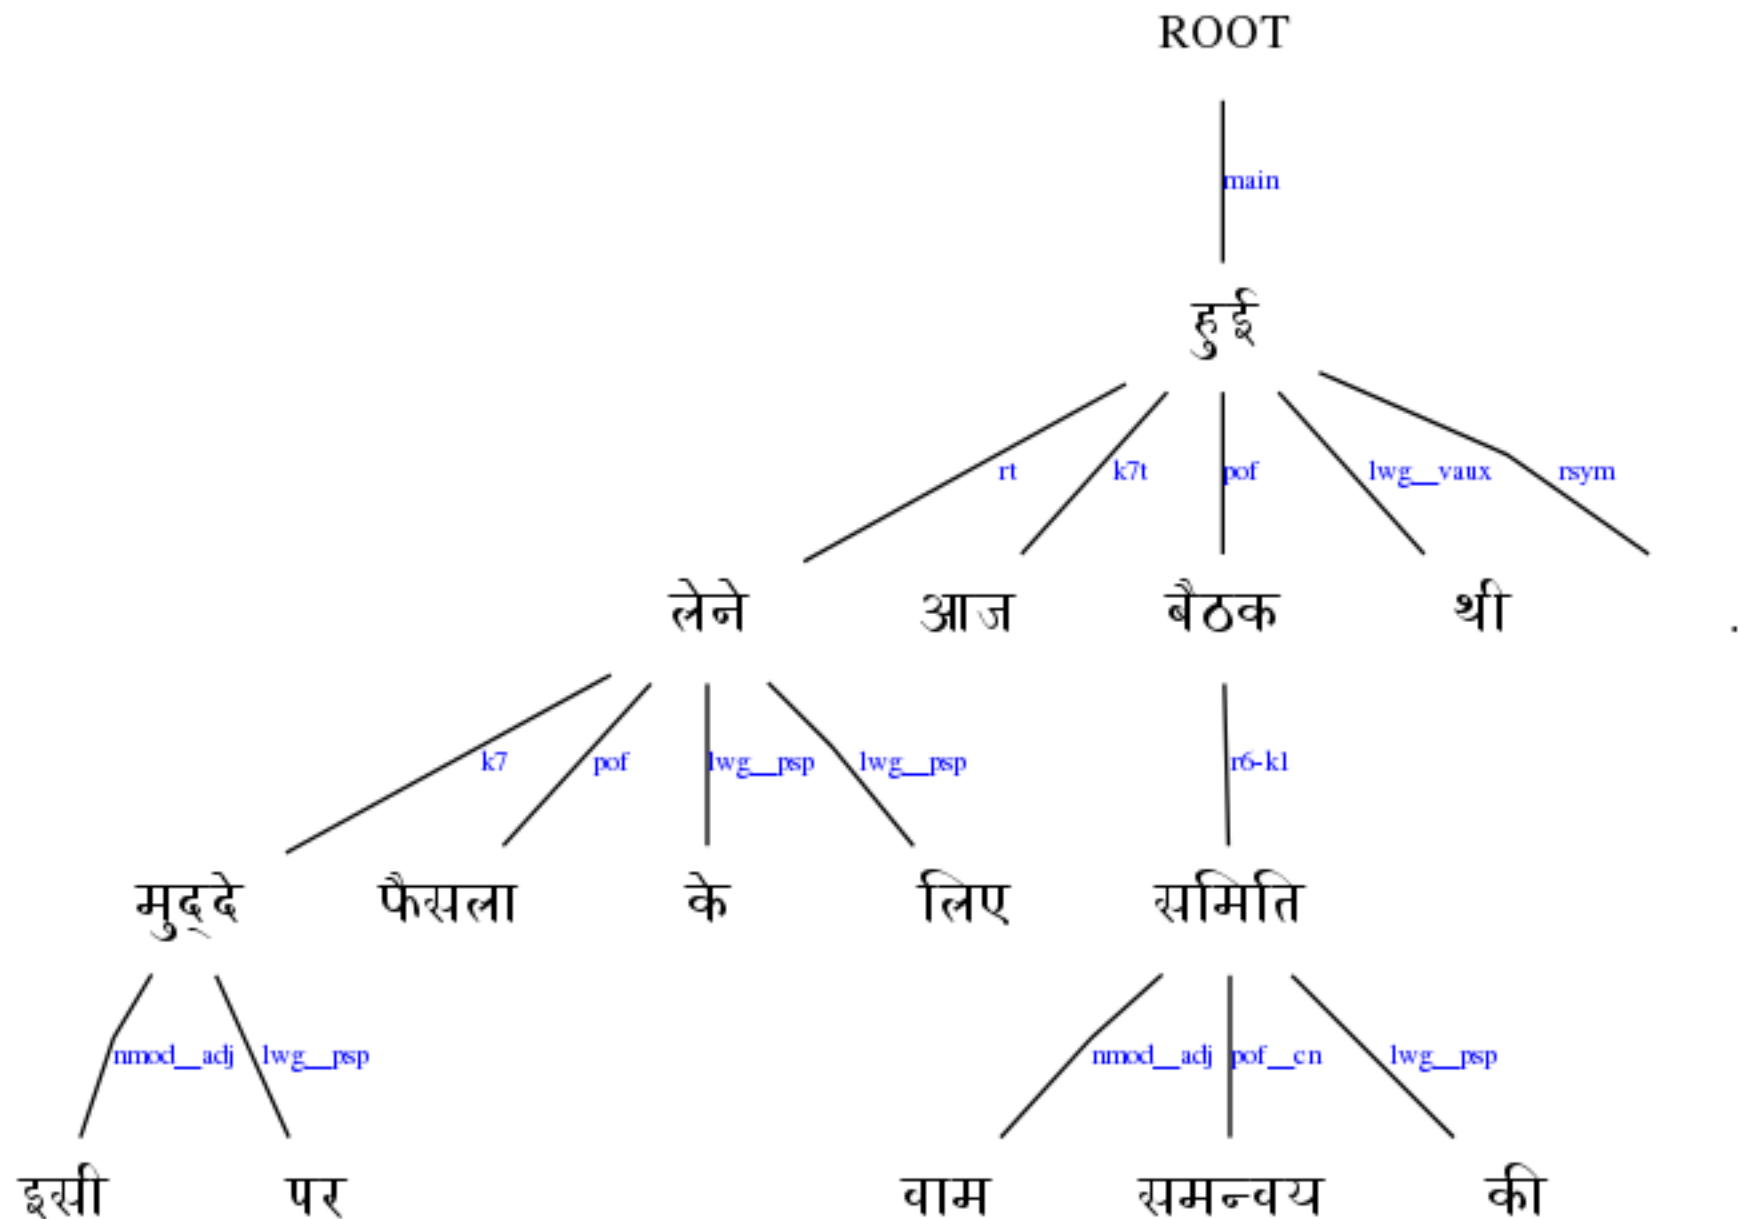 ROOT
main
हुई
rt k7t pof lwg__vaux rsym
लेने आज बैठक थी .
k7 pof lwg__psp lwg__psp r6-k1
मुद्दे फैसला के लिए समिति
nmod__adj lwg__psp nmod__adj pof__cn lwg__psp
इसी पर वाम समन्वय की